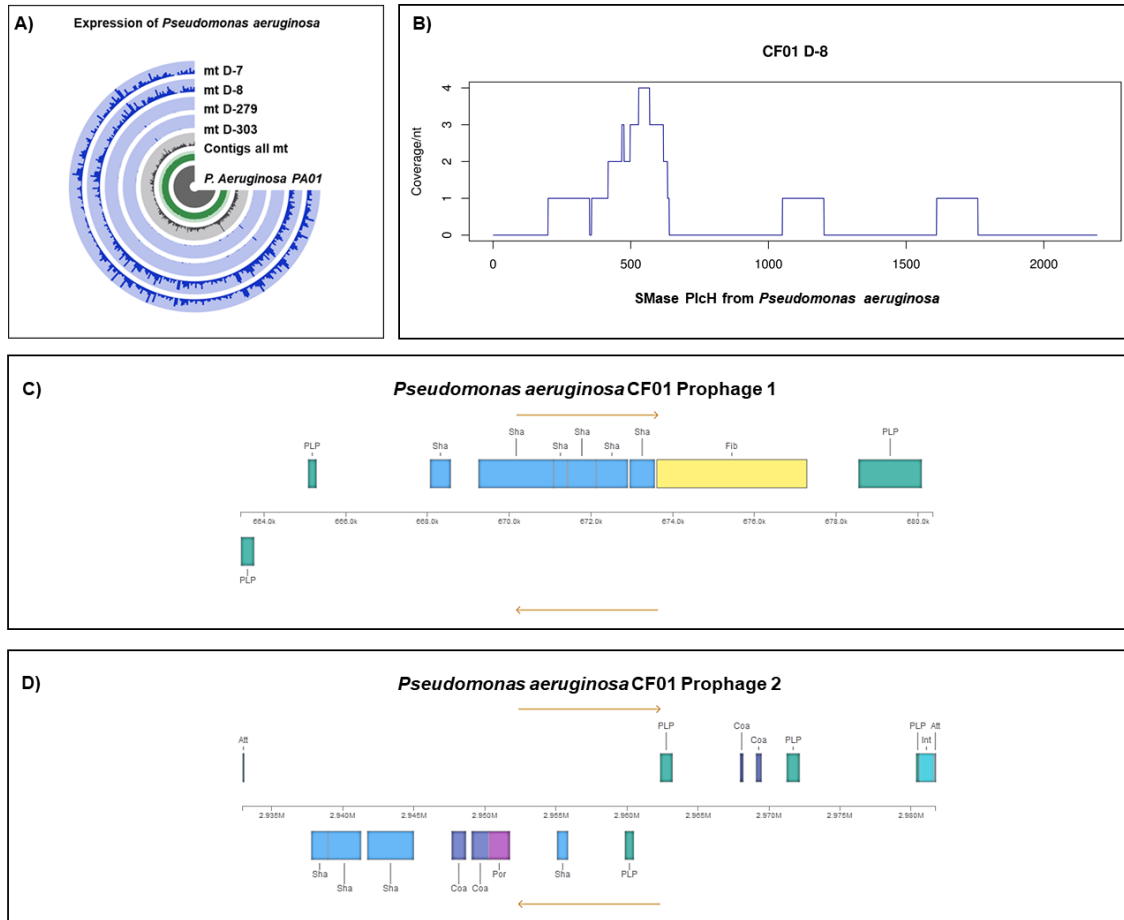 A)
Expression of Pseudomonas aeruginosa
mt D-7
mt D-8
mt D-279
mt D-303
Contigs all mt
P. Aeruginosa PA01
B)
CF01 D-8
Coverage/nt
4
3
2
1
0
0 500 1000 1500 2000
SMase PlcH from Pseudomonas aeruginosa
C)
Pseudomonas aeruginosa CF01 Prophage 1
Sha Sha Sha
PLP Sha Sha Sha Fib PLP
664.0k 666.0k 668.0k 670.0k 672.0k 674.0k 676.0k 678.0k 680.0k
PLP
D)
Pseudomonas aeruginosa CF01 Prophage 2
PLP Coa PLP Att
Att Coa PLP Int
2.935M 2.940M 2.945M 2.950M 2.955M 2.960M 2.965M 2.970M 2.975M 2.980M
Sha Coa Por PLP
Sha Sha Coa Sha